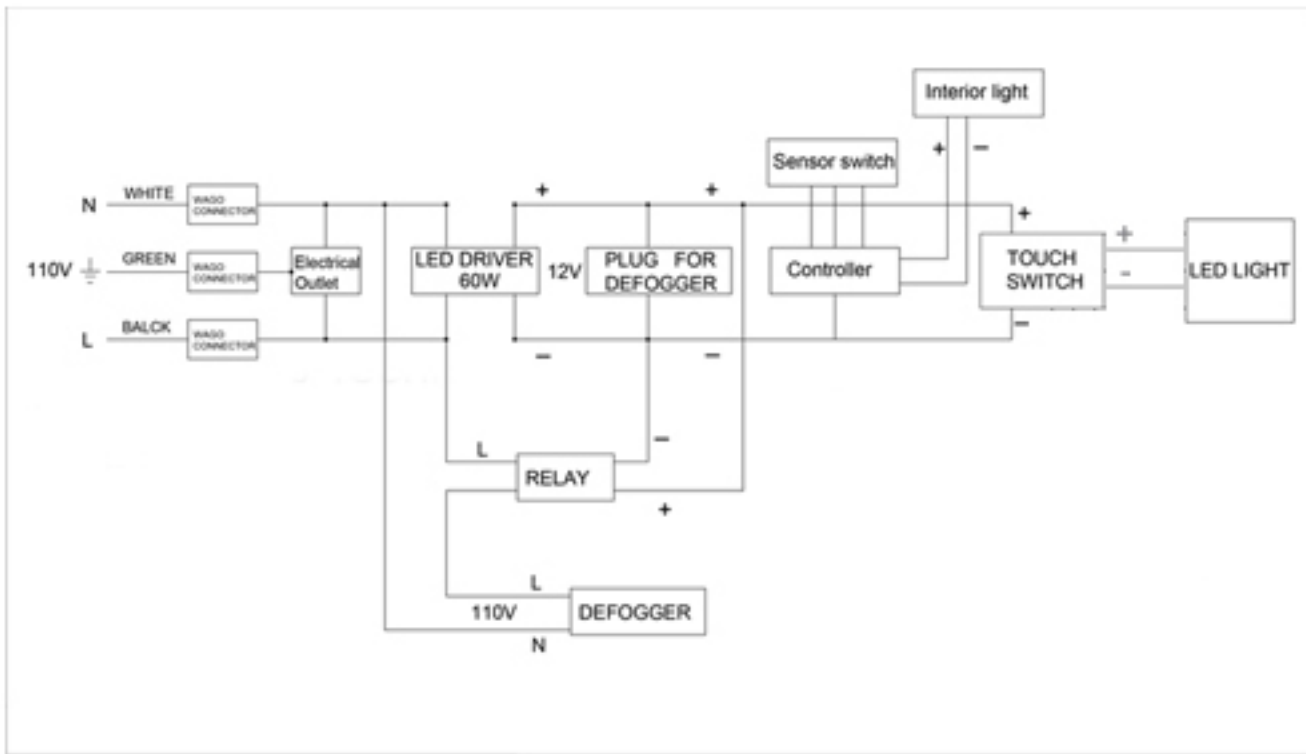 Interior light
+ −
Sensor switch
N WHITE WAGO
CONNECTOR
+ + +
110V GREEN WAGO
CONNECTOR
Electrical
Outlet
LED DRIVER
60W
12V
PLUG FOR
DEFOGGER
Controller
TOUCH
SWITCH
+
-
LED LIGHT
L BALCK WAGO
CONNECTOR
− − −
L
RELAY
−
+
L
110V
DEFOGGER
N